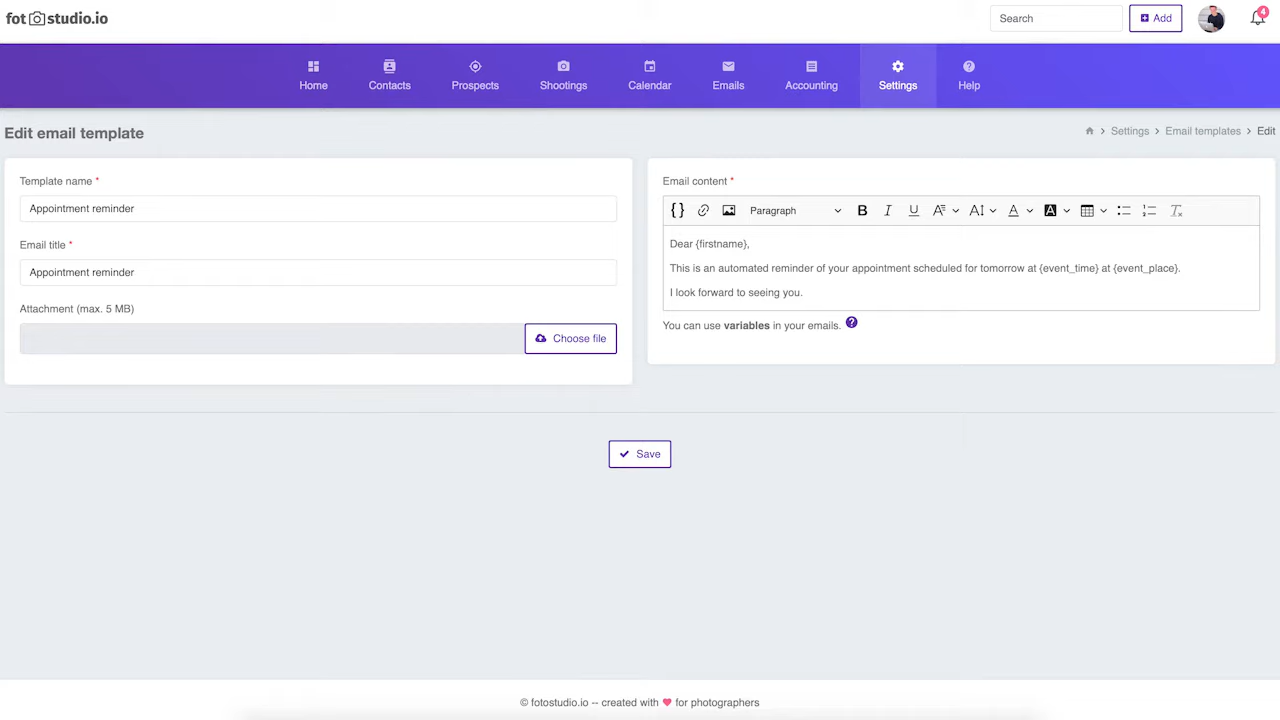 fotstudio.io
Search
Add
4
Home
Contacts
Prospects
Shootings
Calendar
Emails
Accounting
Settings
Help
Edit email template
Settings
Email templates
Edit
Template name *
Appointment reminder
Email title *
Appointment reminder
Attachment (max. 5 MB)
Choose file
Email content *
{} Paragraph B I U A A A A
Dear {firstname},
This is an automated reminder of your appointment scheduled for tomorrow at {event_time} at {event_place}.
I look forward to seeing you.
You can use variables in your emails. ?
Save
© fotostudio.io -- created with ♥ for photographers